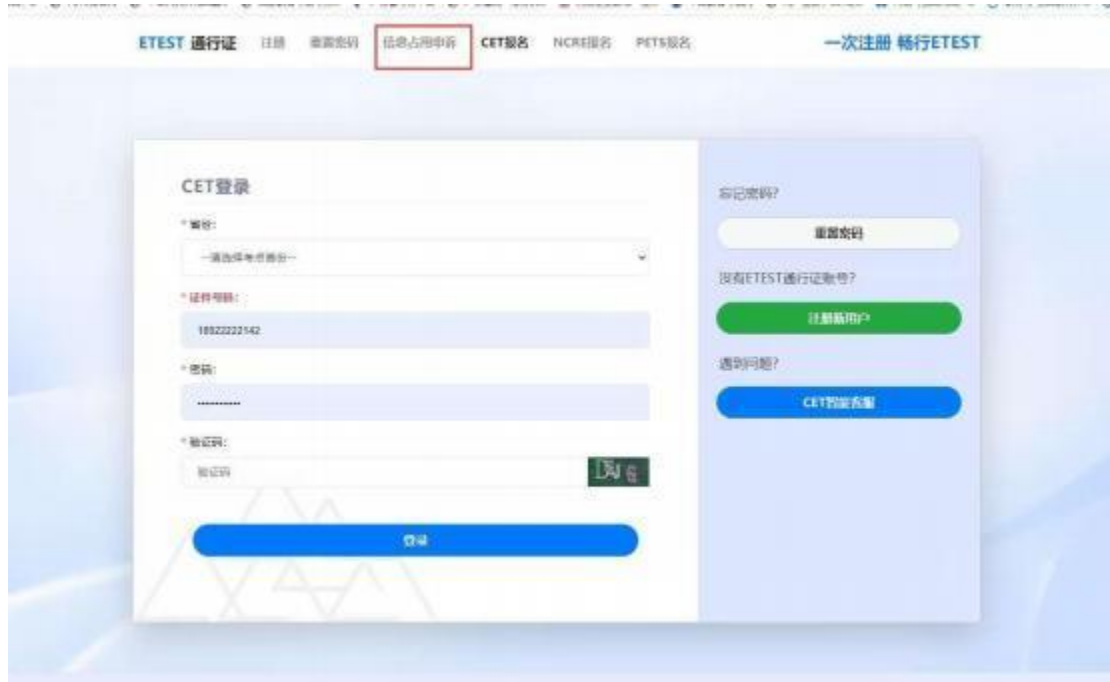 ETEST 通行证 注册 重置密码 信息占用申诉 CET报名 NCRE报名 PETS报名 一次注册 畅行ETEST
CET登录
* 省份:
--请选择考点省份--
* 证件号码:
18922222142
* 密码:
* 验证码:
验证码
登录
忘记密码?
重置密码
没有ETEST通行证账号?
注册新用户
遇到问题?
CET智能客服